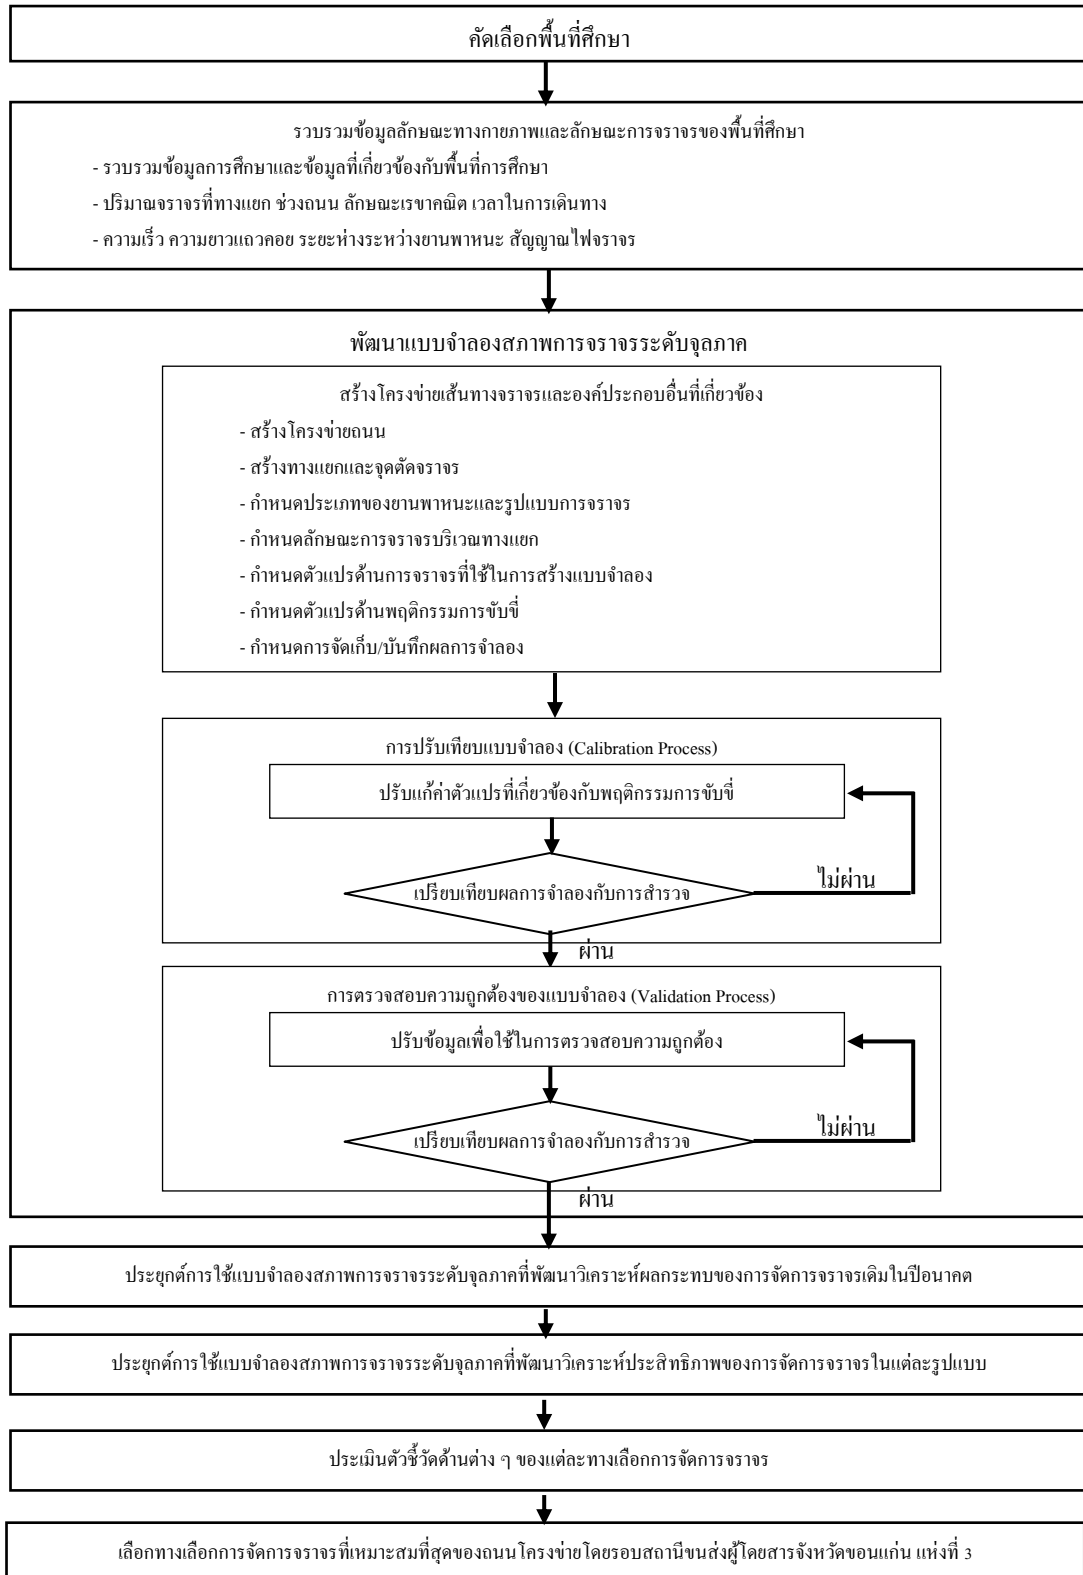 คัดเลือกพื้นที่ศึกษา
รวบรวมข้อมูลลักษณะทางกายภาพและลักษณะการจราจรของพื้นที่ศึกษา
- รวบรวมข้อมูลการศึกษาและข้อมูลที่เกี่ยวข้องกับพื้นที่การศึกษา
- ปริมาณจราจรที่ทางแยก ช่วงถนน ลักษณะเรขาคณิต เวลาในการเดินทาง
- ความเร็ว ความยาวแถวคอย ระยะห่างระหว่างยานพาหนะ สัญญาณไฟจราจร
พัฒนาแบบจำลองสภาพการจราจรระดับจุลภาค
สร้างโครงข่ายเส้นทางจราจรและองค์ประกอบอื่นที่เกี่ยวข้อง
- สร้างโครงข่ายถนน
- สร้างทางแยกและจุดตัดจราจร
- กำหนดประเภทของยานพาหนะและรูปแบบการจราจร
- กำหนดลักษณะการจราจรบริเวณทางแยก
- กำหนดตัวแปรด้านการจราจรที่ใช้ในการสร้างแบบจำลอง
- กำหนดตัวแปรด้านพฤติกรรมการขับขี่
- กำหนดการจัดเก็บ/บันทึกผลการจำลอง
การปรับเทียบแบบจำลอง (Calibration Process)
ปรับแก้ค่าตัวแปรที่เกี่ยวข้องกับพฤติกรรมการขับขี่
เปรียบเทียบผลการจำลองกับการสำรวจ
ไม่ผ่าน
ผ่าน
การตรวจสอบความถูกต้องของแบบจำลอง (Validation Process)
ปรับข้อมูลเพื่อใช้ในการตรวจสอบความถูกต้อง
เปรียบเทียบผลการจำลองกับการสำรวจ
ไม่ผ่าน
ผ่าน
ประยุกต์การใช้แบบจำลองสภาพการจราจรระดับจุลภาคที่พัฒนาวิเคราะห์ผลกระทบของการจัดการจราจรเดิมในปีอนาคต
ประยุกต์การใช้แบบจำลองสภาพการจราจรระดับจุลภาคที่พัฒนาวิเคราะห์ประสิทธิภาพของการจัดการจราจรในแต่ละรูปแบบ
ประเมินตัวชี้วัดด้านต่าง ๆ ของแต่ละทางเลือกการจัดการจราจร
เลือกทางเลือกการจัดการจราจรที่เหมาะสมที่สุดของถนนโครงข่ายโดยรอบสถานีขนส่งผู้โดยสารจังหวัดขอนแก่น แห่งที่ 3